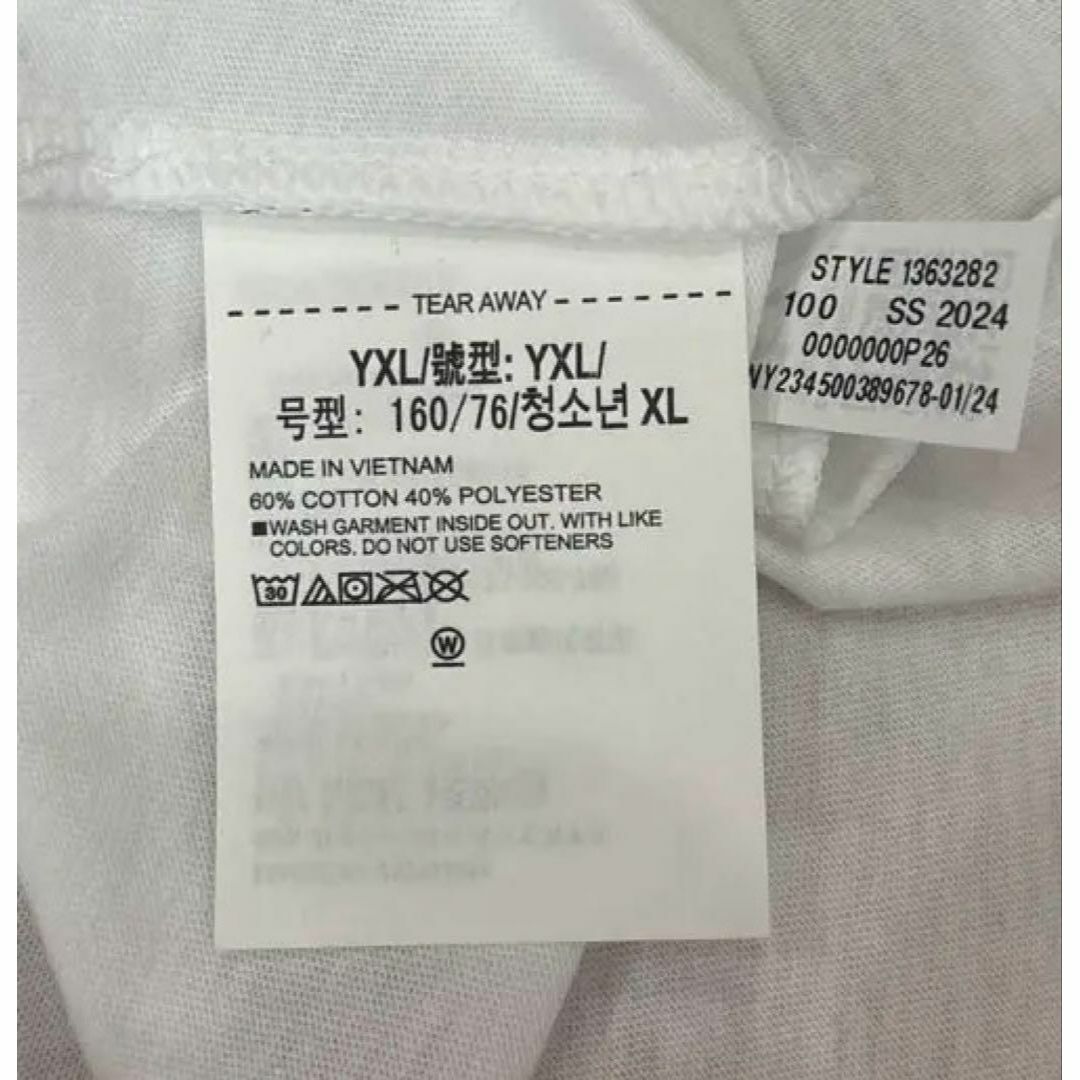 TEAR AWAY
YXL/號型: YXL/
号型: 160/76/청소년 XL
MADE IN VIETNAM
60% COTTON 40% POLYESTER
■WASH GARMENT INSIDE OUT. WITH LIKE
COLORS. DO NOT USE SOFTENERS
30
W
STYLE 1363282
100 SS 2024
0000000P26
234500389678-01/24